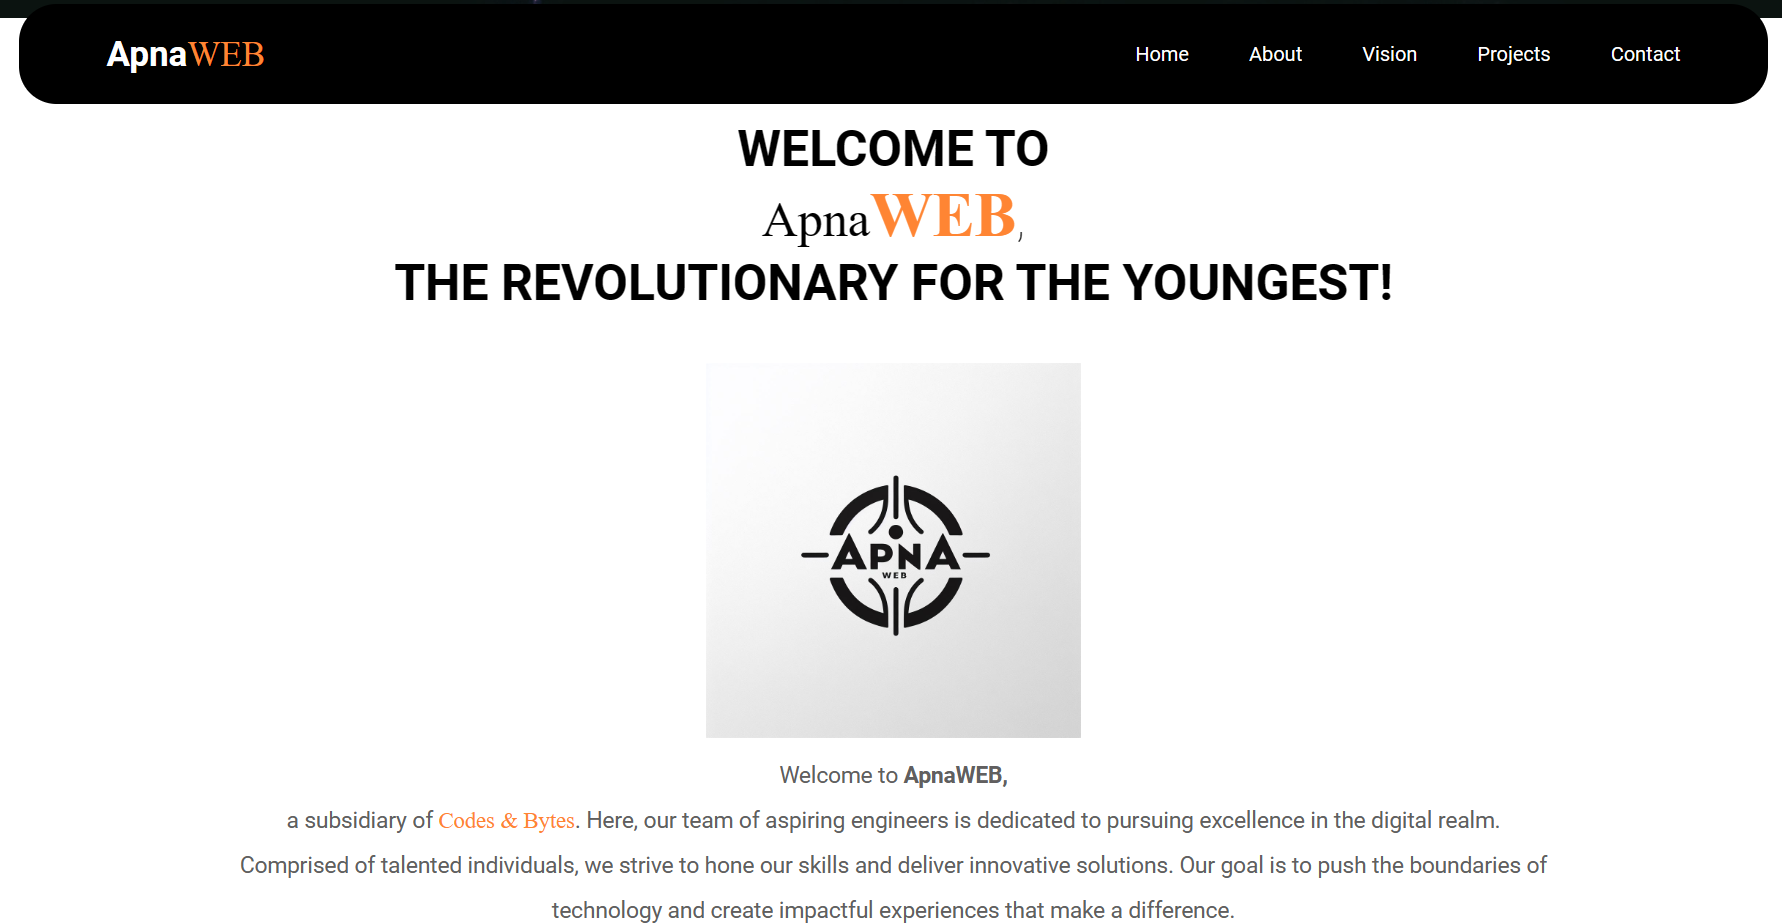 ApnaWEB
Home About Vision Projects Contact
WELCOME TO
ApnaWEB,
THE REVOLUTIONARY FOR THE YOUNGEST!
APNA
WEB
Welcome to ApnaWEB,
a subsidiary of Codes & Bytes. Here, our team of aspiring engineers is dedicated to pursuing excellence in the digital realm.
Comprised of talented individuals, we strive to hone our skills and deliver innovative solutions. Our goal is to push the boundaries of
technology and create impactful experiences that make a difference.